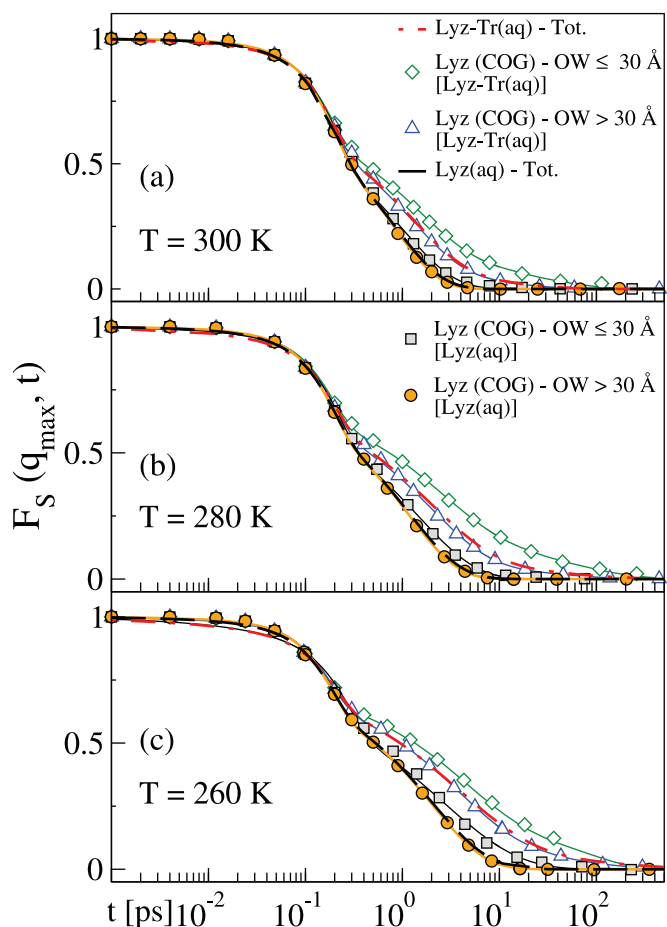 1
0.5
0
(a)
T = 300 K
Lyz-Tr(aq) - Tot.
Lyz (COG) - OW ≤ 30 Å
[Lyz-Tr(aq)]
Lyz (COG) - OW > 30 Å
[Lyz-Tr(aq)]
Lyz(aq) - Tot.
F_S (q_max, t)
1
0.5
0
(b)
T = 280 K
Lyz (COG) - OW ≤ 30 Å
[Lyz(aq)]
Lyz (COG) - OW > 30 Å
[Lyz(aq)]
1
0.5
0
(c)
T = 260 K
t [ps] 10^-2 10^-1 10^0 10^1 10^2